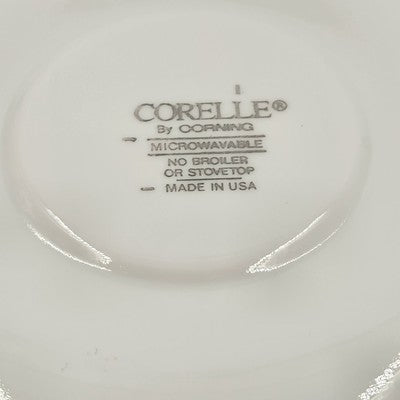 CORELLE®
By CORNING
MICROWAVABLE
NO BROILER
OR STOVETOP
MADE IN USA